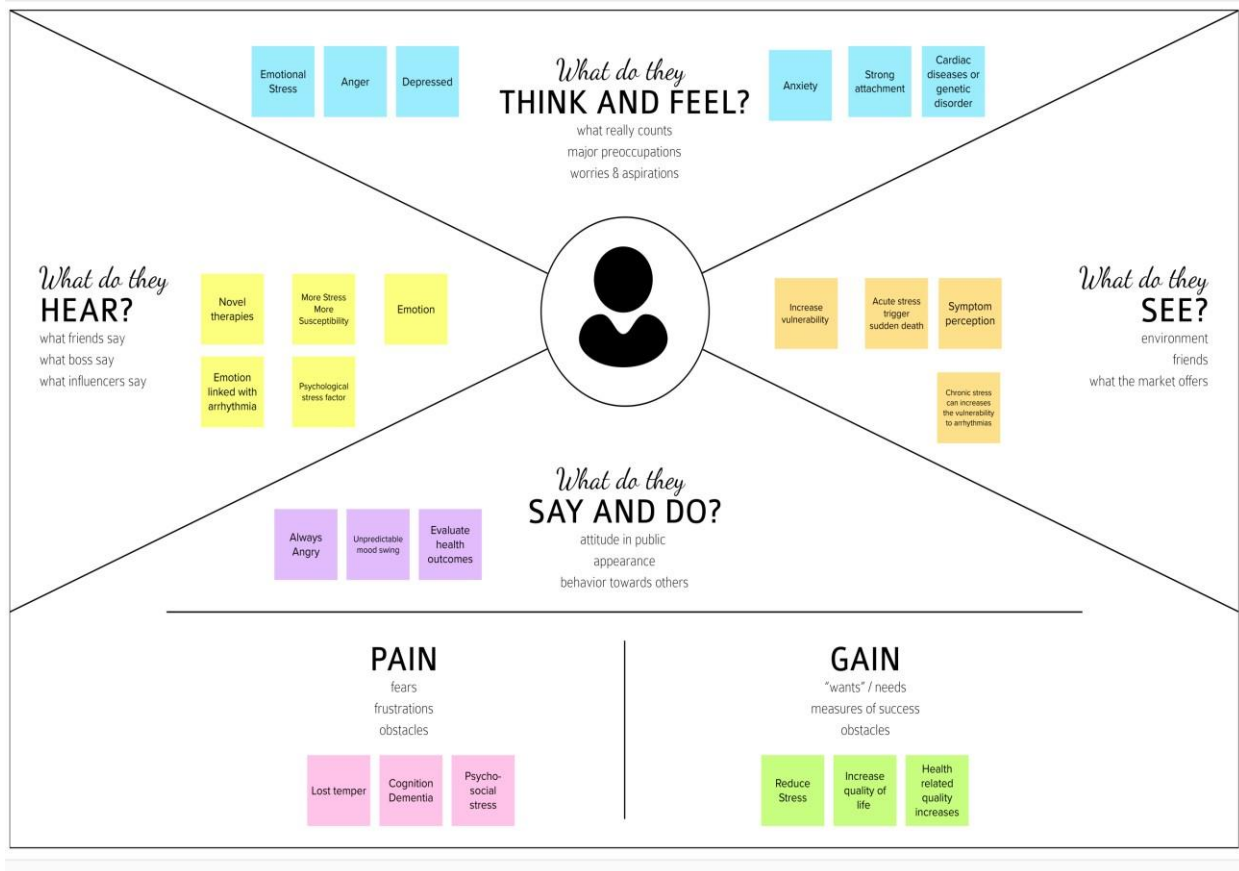 What do they
THINK AND FEEL?
what really counts
major preoccupations
worries & aspirations
Emotional
Stress
Anger
Depressed
Anxiety
Strong
attachment
Cardiac
diseases or
genetic
disorder
What do they
HEAR?
what friends say
what boss say
what influencers say
Novel
therapies
More Stress
More
Susceptibility
Emotion
Emotion
linked with
arrhythmia
Psychological
stress factor
What do they
SEE?
environment
friends
what the market offers
Increase
vulnerability
Acute stress
trigger
sudden death
Symptom
perception
Chronic stress
can increases
the vulnerability
to arrhythmias
What do they
SAY AND DO?
attitude in public
appearance
behavior towards others
Always
Angry
Unpredictable
mood swing
Evaluate
health
outcomes
PAIN
fears
frustrations
obstacles
Lost temper
Cognition
Dementia
Psycho-
social
stress
GAIN
"wants" / needs
measures of success
obstacles
Reduce
Stress
Increase
quality of
life
Health
related
quality
increases